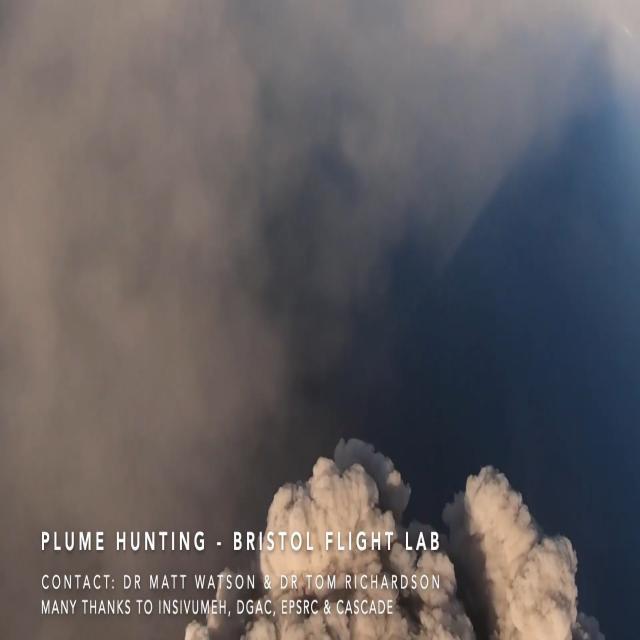 PLUME HUNTING - BRISTOL FLIGHT LAB
CONTACT: DR MATT WATSON & DR TOM RICHARDSON
MANY THANKS TO INSIVUMEH, DGAC, EPSRC & CASCADE